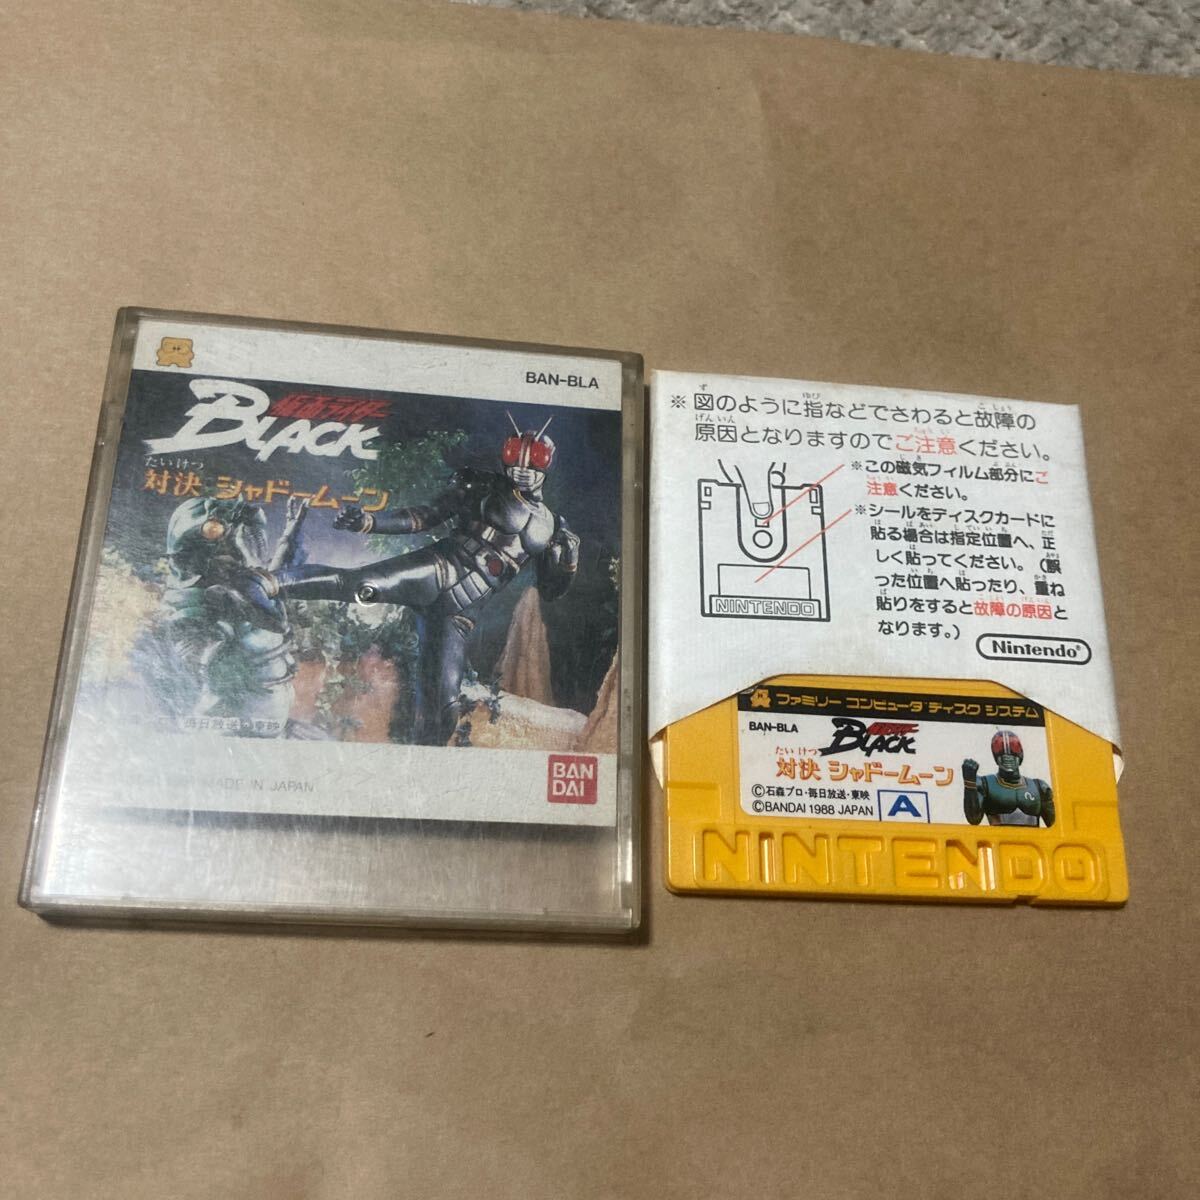 BAN-BLA
仮面ライダー
BLACK
たいけつ
対決 シャドームーン
毎日放送・東映
MADE IN JAPAN
BAN
DAI
※図のように指などでさわると故障の
原因となりますのでご注意ください。
※この磁気フィルム部分にご
注意ください。
※シールをディスクカードに
貼る場合は指定位置へ、正
しく貼ってください。(誤
った位置へ貼ったり、重ね
貼りをすると故障の原因と
なります。)
NINTENDO
Nintendo®
ファミリー コンピュータ ディスク システム
BAN-BLA
仮面ライダー
BLACK
たいけつ
対決 シャドームーン
©石森プロ・毎日放送・東映
©BANDAI 1988 JAPAN
A
NINTENDO